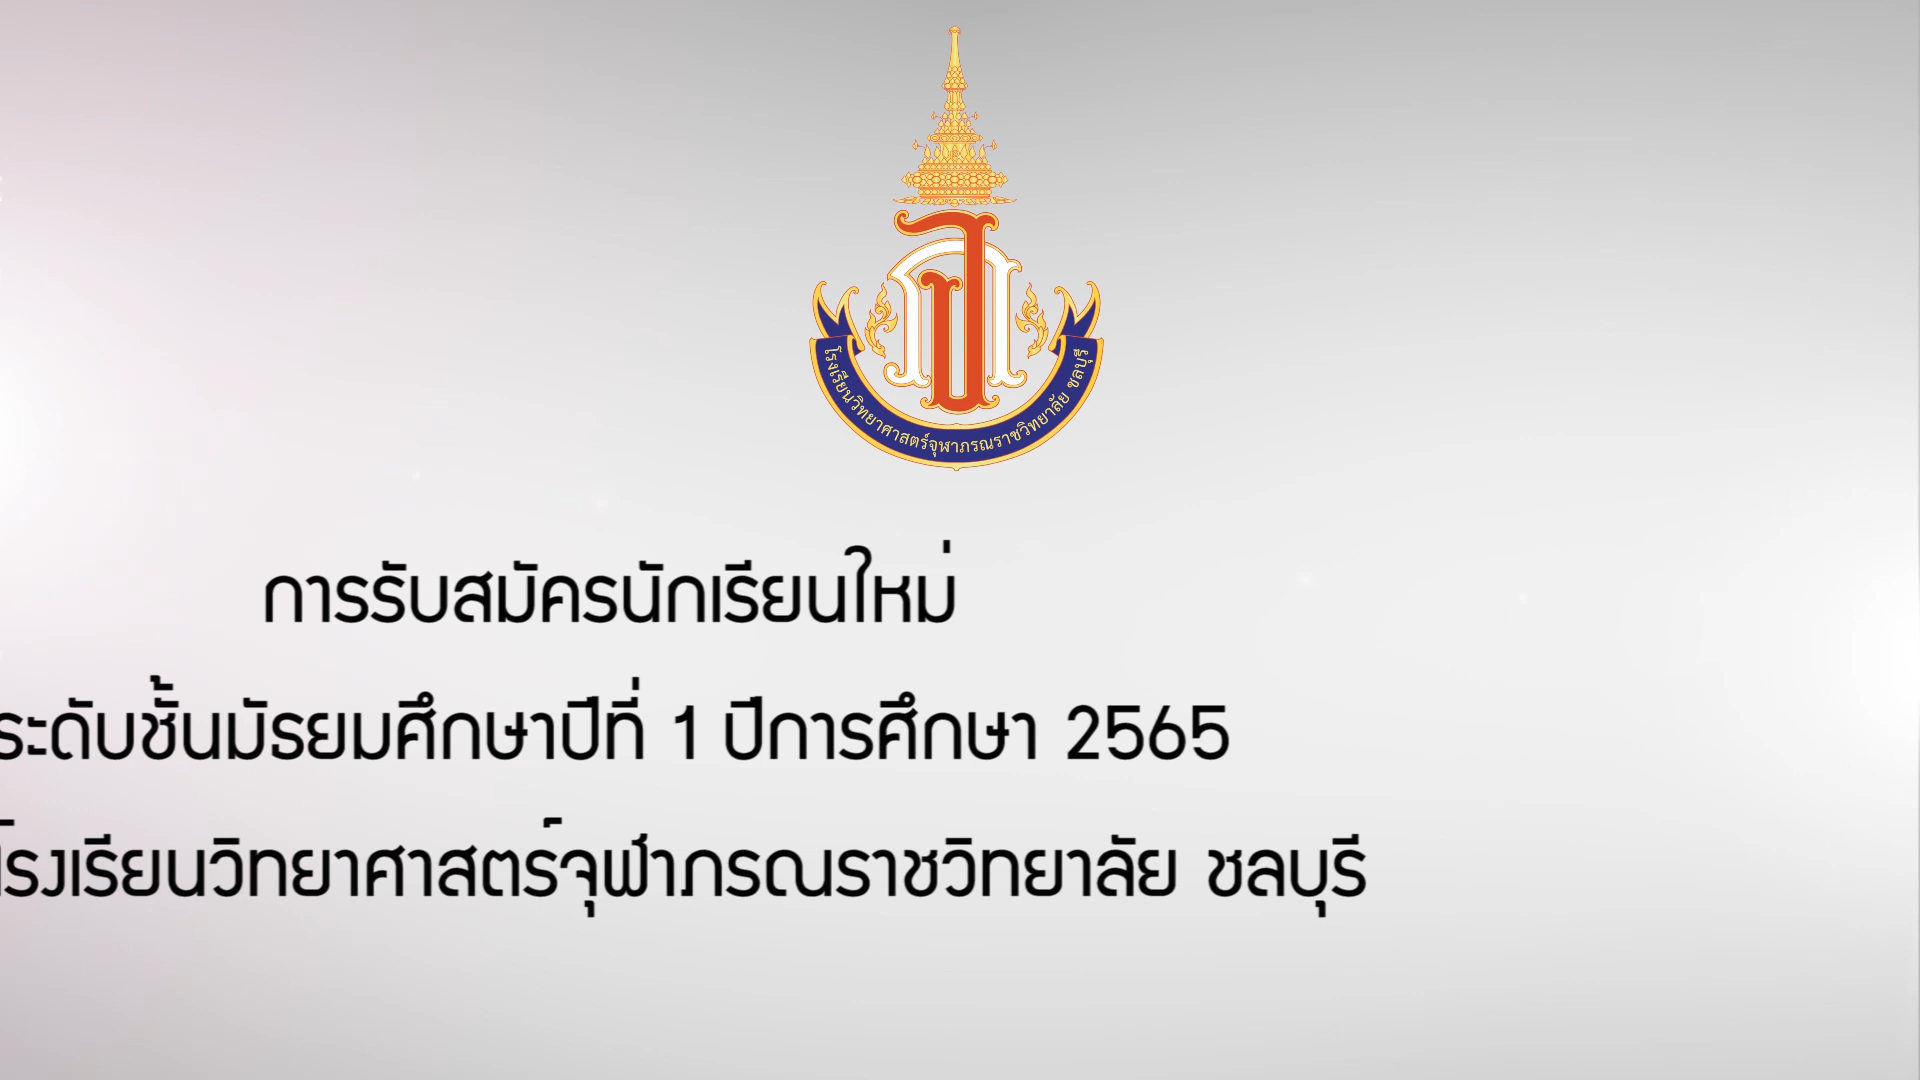 โรงเรียนวิทยาศาสตร์จุฬาภรณราชวิทยาลัย ชลบุรี
การรับสมัครนักเรียนใหม่
ระดับชั้นมัธยมศึกษาปีที่ 1 ปีการศึกษา 2565
โรงเรียนวิทยาศาสตร์จุฬาภรณราชวิทยาลัย ชลบุรี